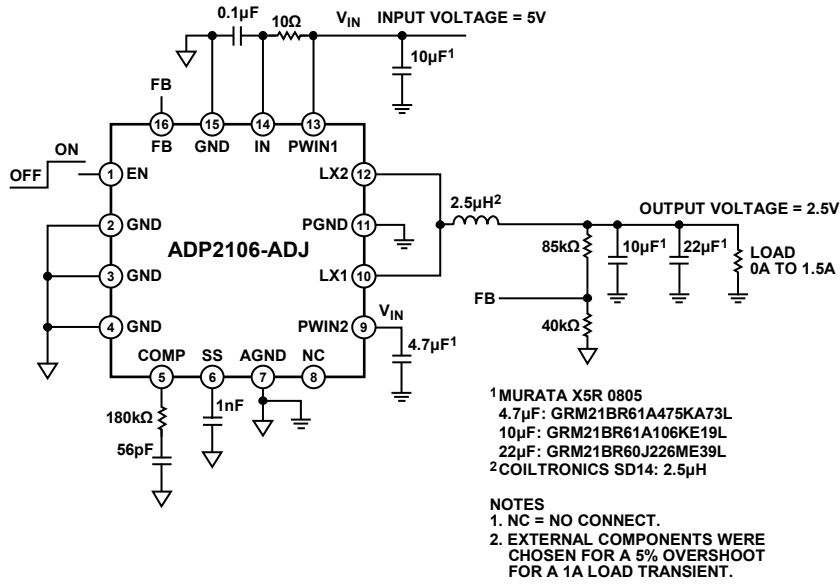 0.1µF
10Ω
VIN
INPUT VOLTAGE = 5V
10µF1
FB
16
15
14
13
FB
GND
IN
PWIN1
ON
OFF
1
EN
LX2
12
2.5µH2
OUTPUT VOLTAGE = 2.5V
2
GND
PGND
11
85kΩ
10µF1
22µF1
LOAD
0A TO 1.5A
ADP2106-ADJ
3
GND
LX1
10
FB
4
GND
PWIN2
9
VIN
40kΩ
4.7µF1
COMP
SS
AGND
NC
5
6
7
8
180kΩ
1nF
56pF
1MURATA X5R 0805
4.7µF: GRM21BR61A475KA73L
10µF: GRM21BR61A106KE19L
22µF: GRM21BR60J226ME39L
2COILTRONICS SD14: 2.5µH
NOTES
1. NC = NO CONNECT.
2. EXTERNAL COMPONENTS WERE
CHOSEN FOR A 5% OVERSHOOT
FOR A 1A LOAD TRANSIENT.